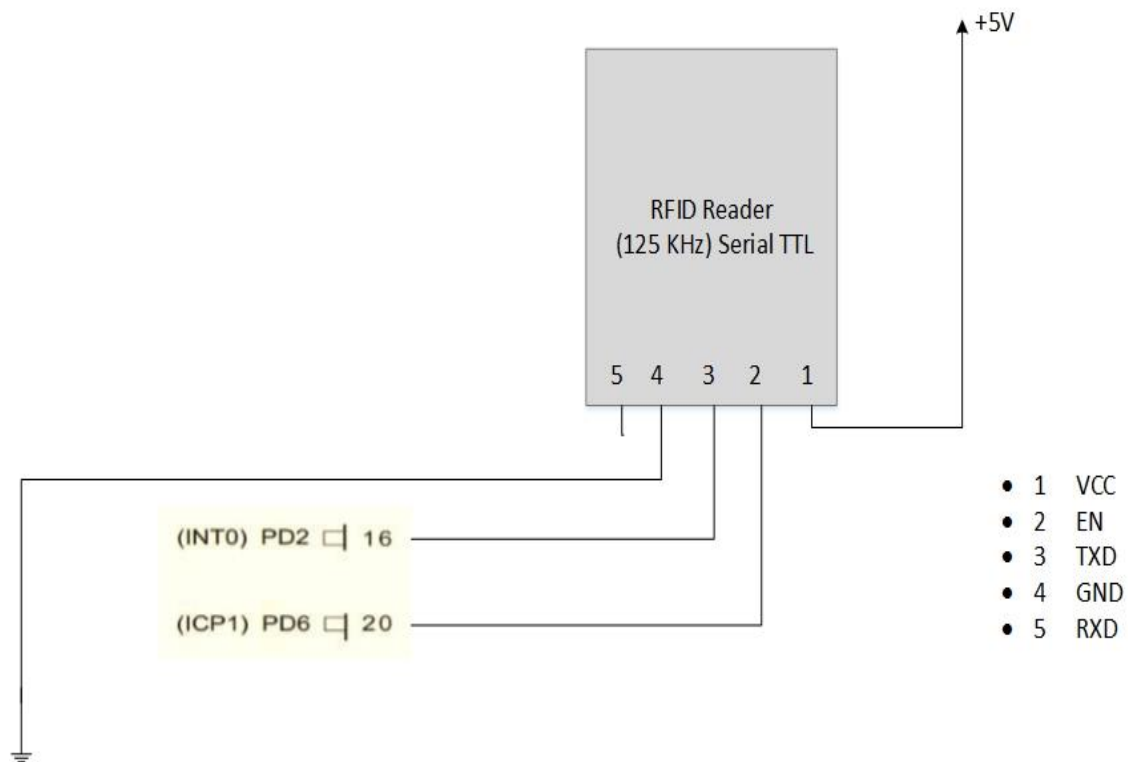 +5V
RFID Reader
(125 KHz) Serial TTL
5 4 3 2 1
• 1 VCC
• 2 EN
• 3 TXD
• 4 GND
• 5 RXD
(INT0) PD2 16
(ICP1) PD6 20